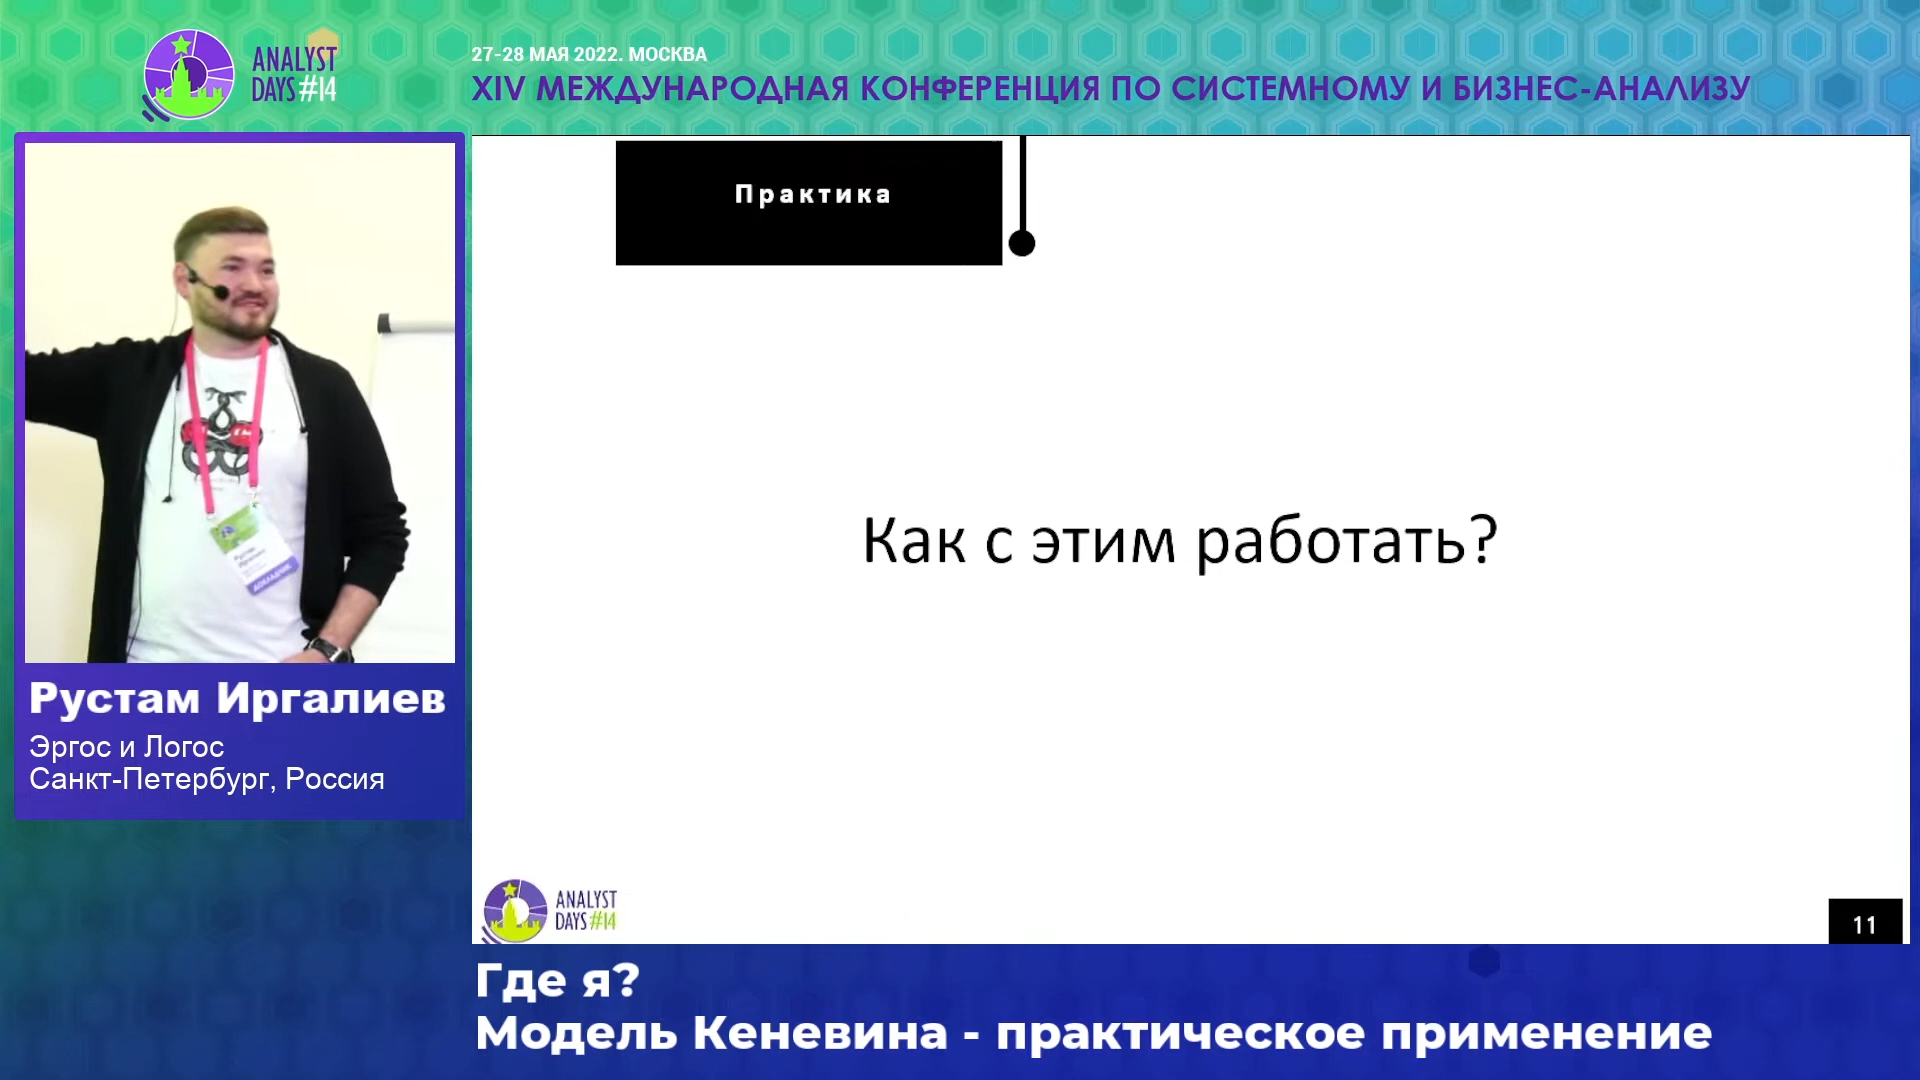 ANALYST
DAYS #14
27-28 МАЯ 2022. МОСКВА
XIV МЕЖДУНАРОДНАЯ КОНФЕРЕНЦИЯ ПО СИСТЕМНОМУ И БИЗНЕС-АНАЛИЗУ
Практика
Как с этим работать?
ДОКЛАДЧИК
Рустам Иргалиев
Эргос и Логос
Санкт-Петербург, Россия
ANALYST
DAYS #14
11
Где я?
Модель Кеневина - практическое применение